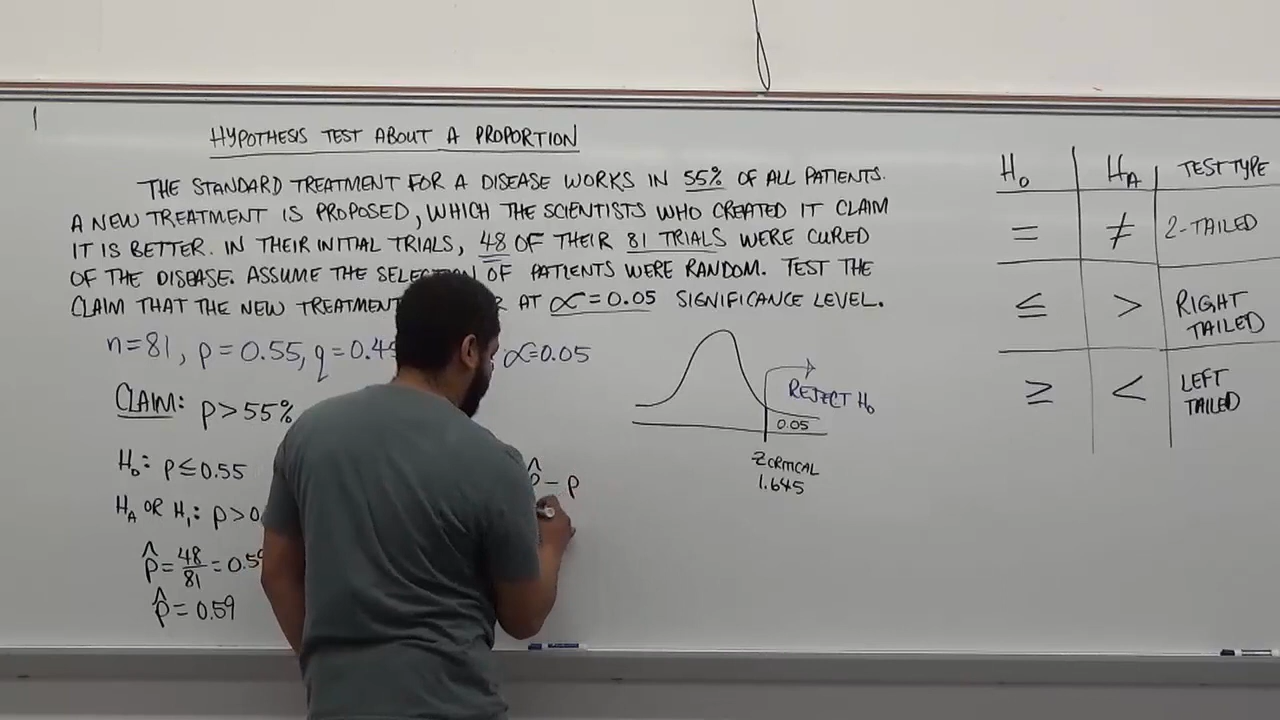 HYPOTHESIS TEST ABOUT A PROPORTION
THE STANDARD TREATMENT FOR A DISEASE WORKS IN 55% OF ALL PATIENTS.
A NEW TREATMENT IS PROPOSED, WHICH THE SCIENTISTS WHO CREATED IT CLAIM
IT IS BETTER. IN THEIR INITIAL TRIALS, 48 OF THEIR 81 TRIALS WERE CURED
OF THE DISEASE. ASSUME THE SELECTION OF PATIENTS WERE RANDOM. TEST THE
CLAIM THAT THE NEW TREATMENT AT α=0.05 SIGNIFICANCE LEVEL.
n=81, p=0.55, q=0.4 α=0.05
CLAIM: p>55%
H₀: p≤0.55
H_A OR H₁: p>0
p̂=48/81=0.59
p̂=0.59
p̂-p
REJECT H₀
0.05
Z CRITICAL
1.645
H₀ H_A TEST TYPE
= ≠ 2-TAILED
≤ > RIGHT
TAILED
≥ < LEFT
TAILED